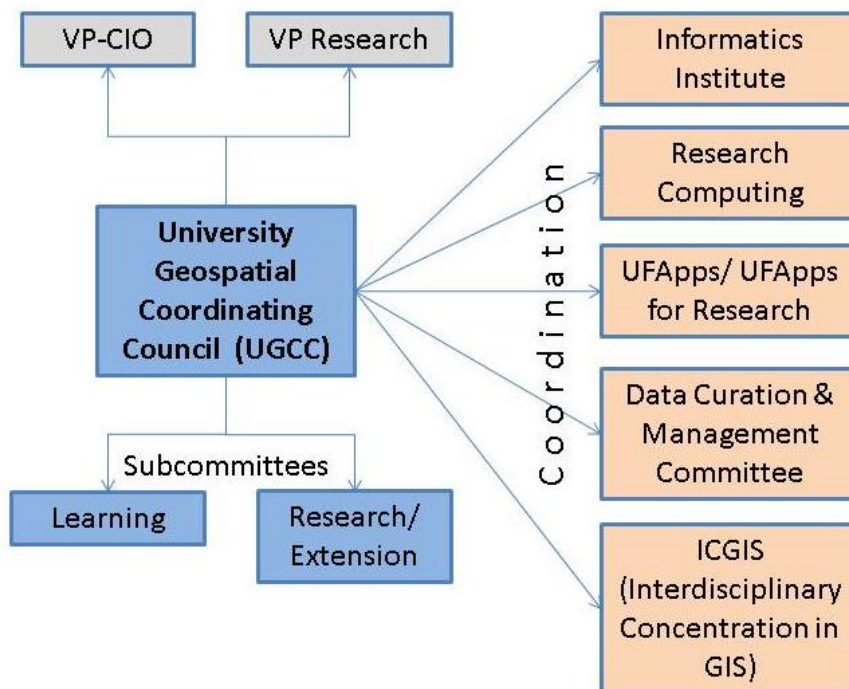 VP-CIO
VP Research
University
Geospatial
Coordinating
Council (UGCC)
Subcommittees
Learning
Research/
Extension
Coordination
Informatics
Institute
Research
Computing
UFApps/ UFApps
for Research
Data Curation &
Management
Committee
ICGIS
(Interdisciplinary
Concentration in
GIS)